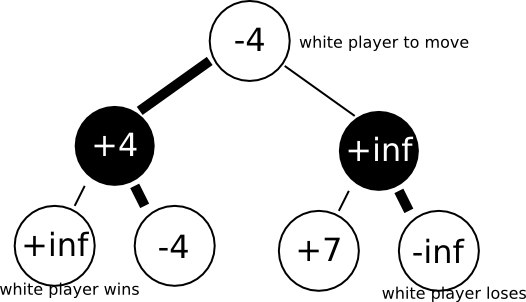 -4
white player to move
+4
+inf
+inf
-4
+7
-inf
white player wins
white player loses